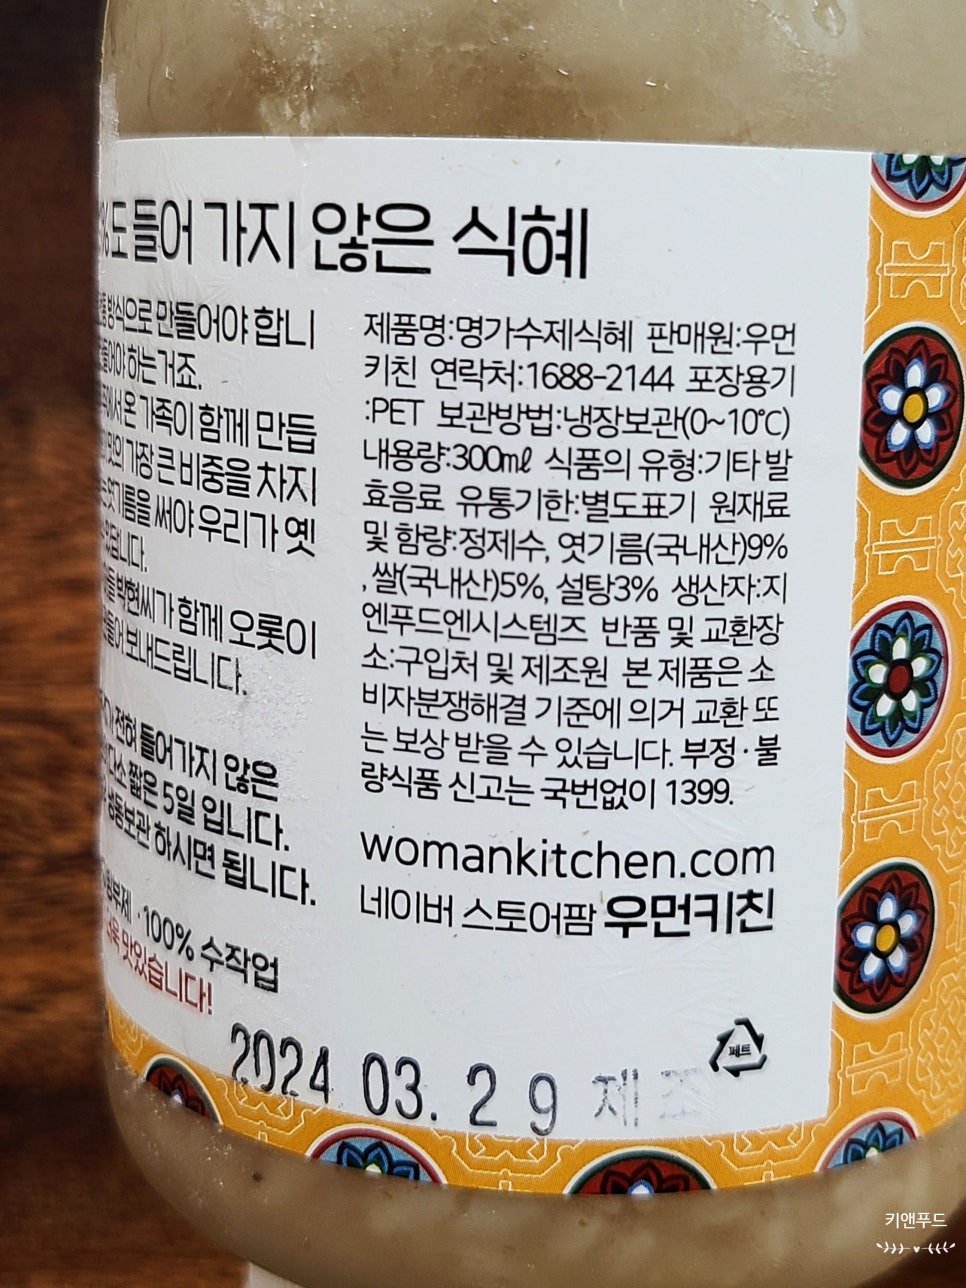 도 들어 가지 않은 식혜
방식으로 만들어야 합니
하는거죠.
온 가족이 함께 만듭
맛의 가장 큰 비중을 차지
엿기름을 써야 우리가 옛
박현씨가 함께 오롯이
보내드립니다.
전혀 들어가지 않은
다소 짧은 5일 입니다.
냉동보관 하시면 됩니다.
·100% 수작업
맛있습니다!
제품명:명가수제식혜 판매원:우먼
키친 연락처:1688-2144 포장용기
:PET 보관방법:냉장보관(0~10℃)
내용량:300㎖ 식품의 유형:기타 발
효음료 유통기한:별도표기 원재료
및 함량:정제수, 엿기름(국내산)9%
, 쌀(국내산)5%, 설탕3% 생산자:지
엔푸드엔시스템즈 반품 및 교환장
소:구입처 및 제조원 본 제품은 소
비자분쟁해결 기준에 의거 교환 또
는 보상 받을 수 있습니다. 부정·불
량식품 신고는 국번없이 1399.
womankitchen.com
네이버 스토어팜 우먼키친
페트
2024 03. 29 제조
키앤푸드